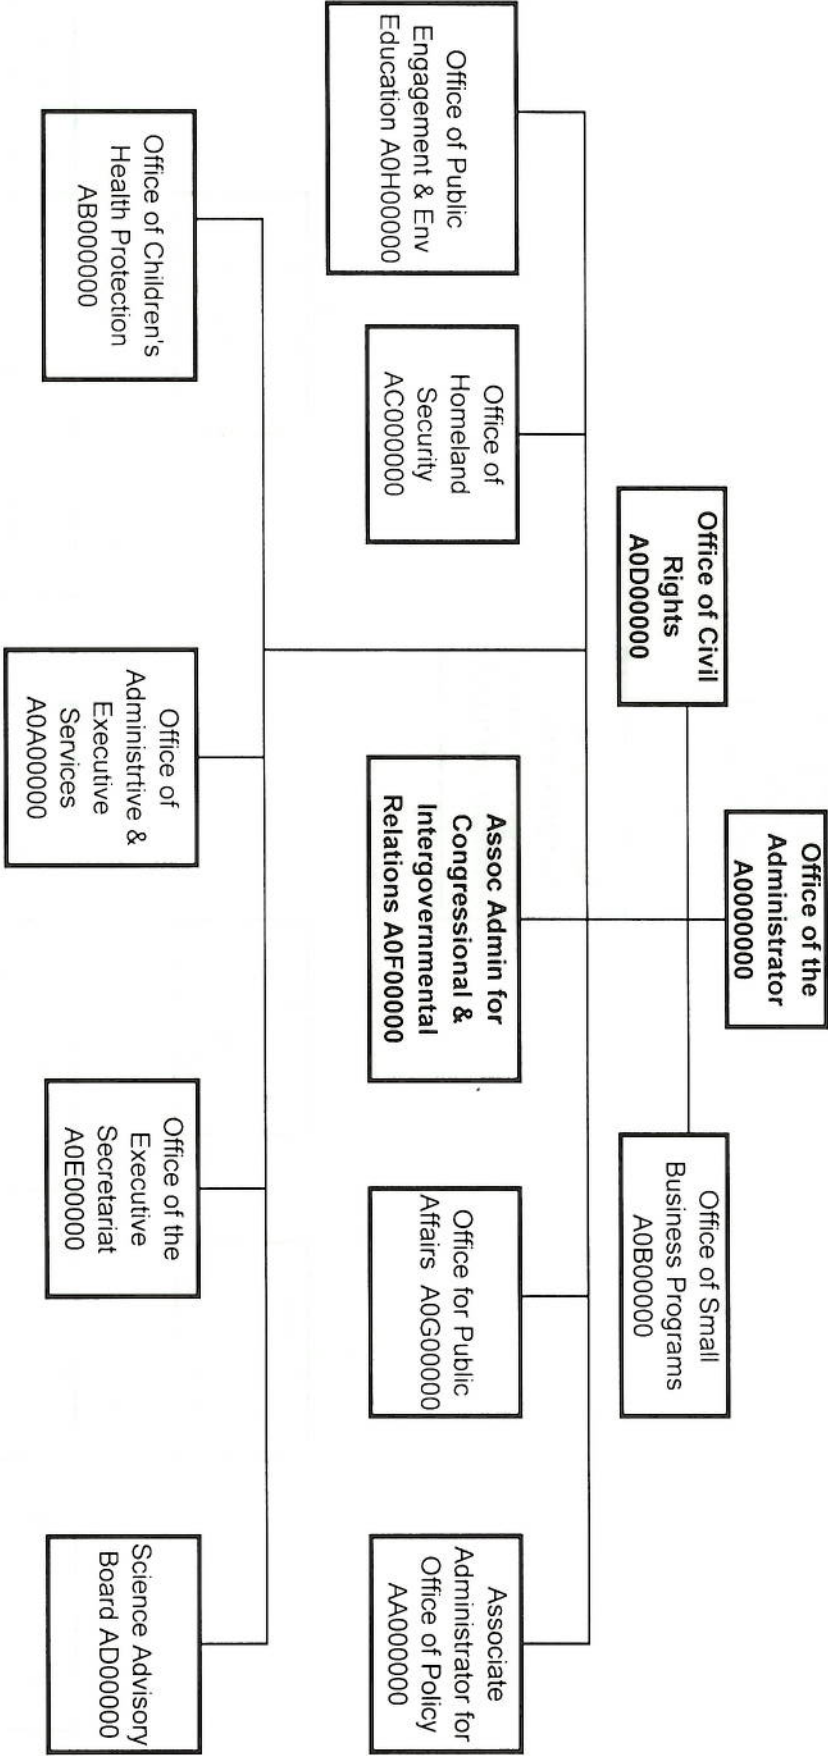 Office of the
Administrator
A0000000
Office of Civil
Rights
A0D00000
Office of Small
Business Programs
A0B00000
Office of Public
Engagement & Env
Education A0H00000
Office of
Homeland
Security
AC000000
Assoc Admin for
Congressional &
Intergovernmental
Relations A0F00000
Office for Public
Affairs A0G00000
Associate
Administrator for
Office of Policy
AA000000
Office of Children's
Health Protection
AB000000
Office of
Administrtive &
Executive
Services
A0A00000
Office of the
Executive
Secretariat
A0E00000
Science Advisory
Board AD00000